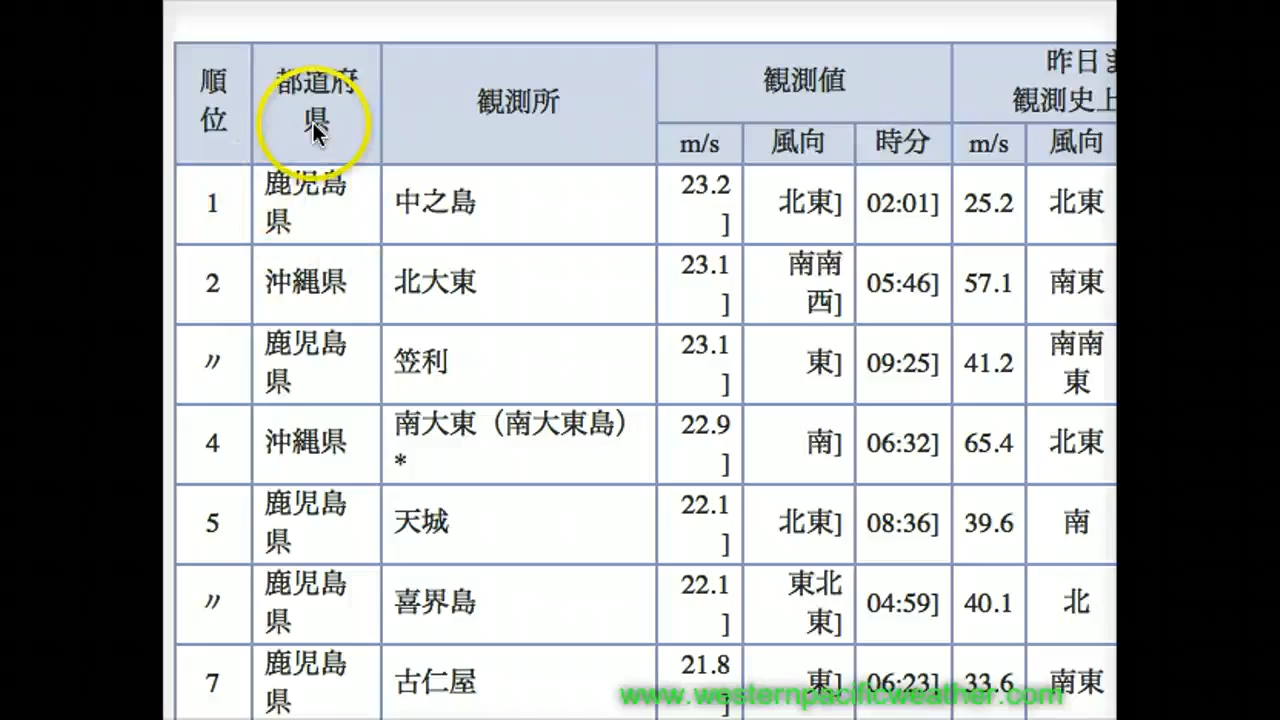 順位 都道府県 観測所 観測値 昨日ま 観測史上
m/s 風向 時分 m/s 風向
1 鹿児島県 中之島 23.2 ] 北東] 02:01] 25.2 北東
2 沖縄県 北大東 23.1 ] 南南西] 05:46] 57.1 南東
〃 鹿児島県 笠利 23.1 ] 東] 09:25] 41.2 南南東
4 沖縄県 南大東（南大東島）* 22.9 ] 南] 06:32] 65.4 北東
5 鹿児島県 天城 22.1 ] 北東] 08:36] 39.6 南
〃 鹿児島県 喜界島 22.1 ] 東北東] 04:59] 40.1 北
7 鹿児島県 古仁屋 21.8 ] 東] 06:23] 33.6 南東
www.westernpacificweather.com